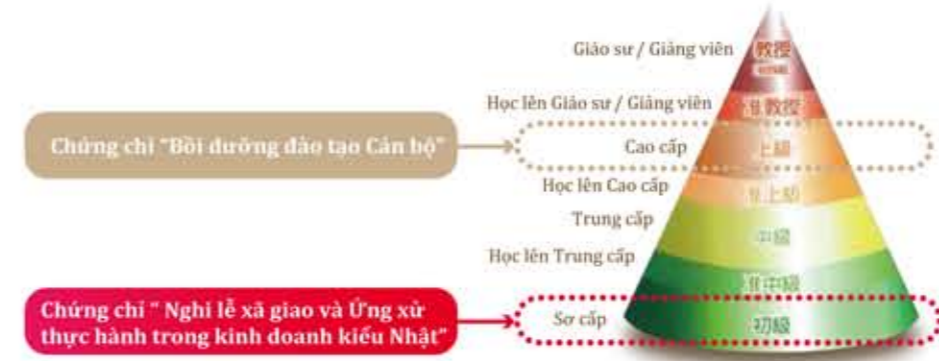 Giáo sư / Giảng viên
教授
Học lên Giáo sư / Giảng viên
准教授
Chứng chỉ "Bồi dưỡng đào tạo Cán bộ"
Cao cấp
上級
Học lên Cao cấp
准上級
Trung cấp
中級
Học lên Trung cấp
准中級
Chứng chỉ " Nghi lễ xã giao và Ứng xử
thực hành trong kinh doanh kiểu Nhật"
Sơ cấp
初級